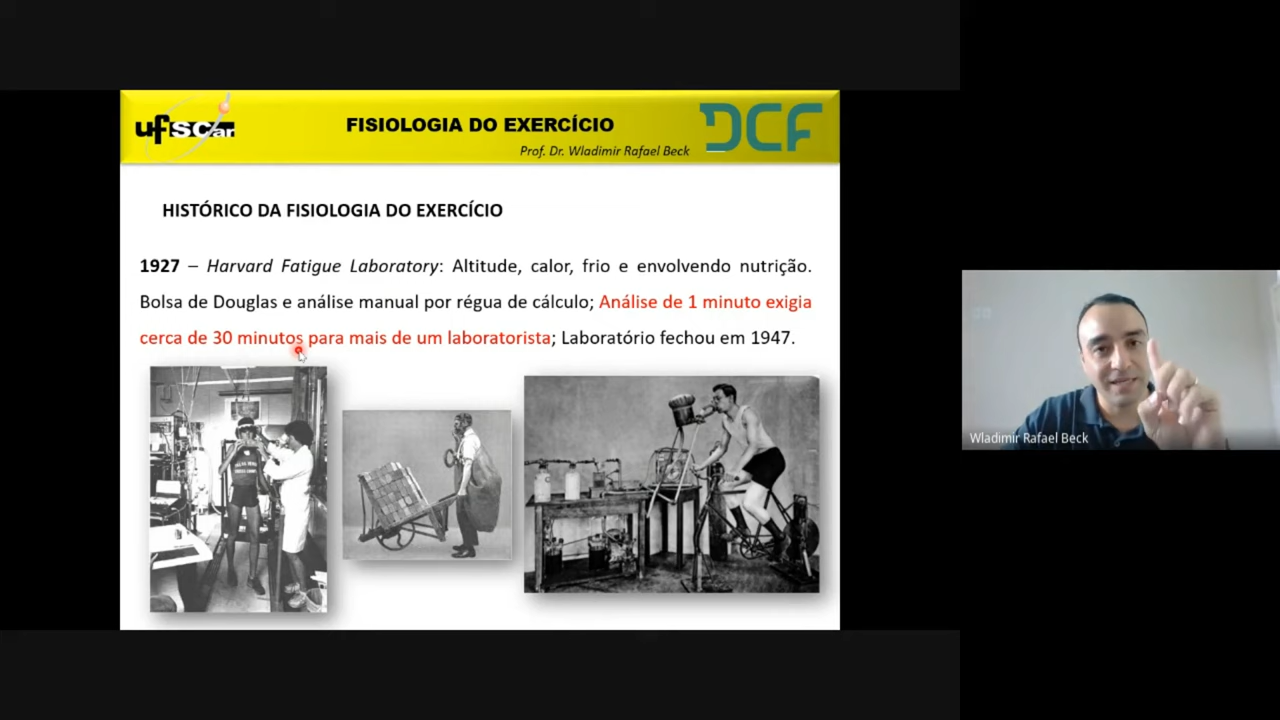 ufscar
FISIOLOGIA DO EXERCÍCIO
DCF
Prof. Dr. Wladimir Rafael Beck
HISTÓRICO DA FISIOLOGIA DO EXERCÍCIO
1927 – Harvard Fatigue Laboratory: Altitude, calor, frio e envolvendo nutrição.
Bolsa de Douglas e análise manual por régua de cálculo; Análise de 1 minuto exigia
cerca de 30 minutos para mais de um laboratorista; Laboratório fechou em 1947.
Wladimir Rafael Beck